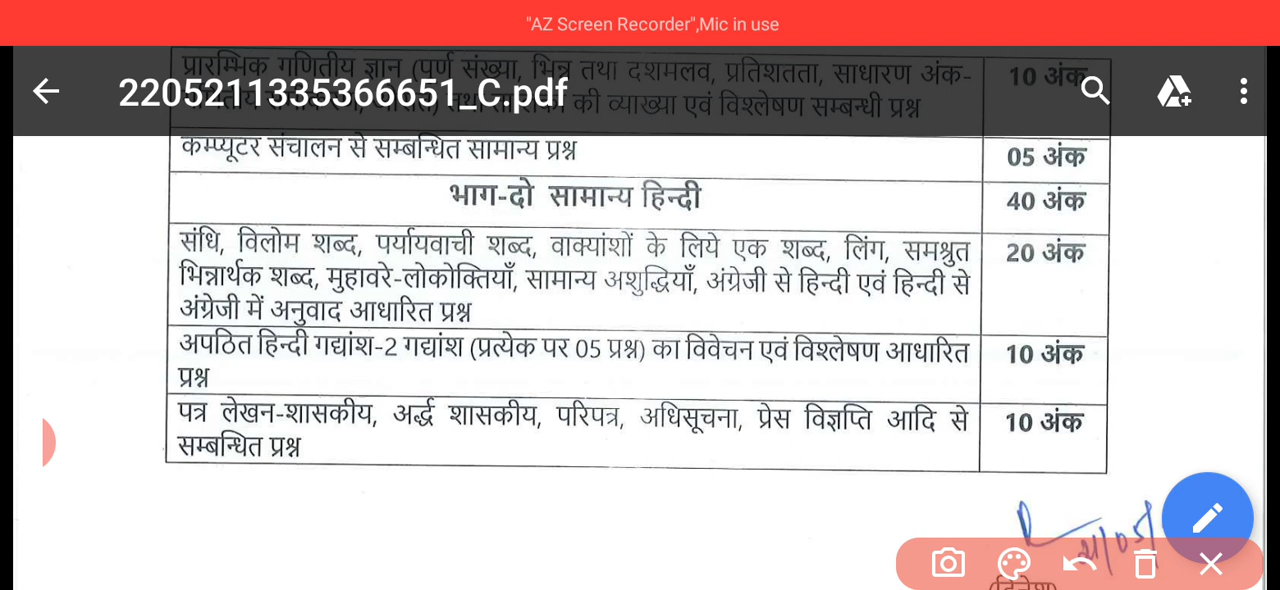 "AZ Screen Recorder",Mic in use
2205211335366651_C.pdf
प्रारम्भिक गणितीय ज्ञान (पूर्ण संख्या, भिन्न तथा दशमलव, प्रतिशतता, साधारण अंक-
की व्याख्या एवं विश्लेषण सम्बन्धी प्रश्न
10 अंक
कम्प्यूटर संचालन से सम्बन्धित सामान्य प्रश्न
05 अंक
भाग-दो सामान्य हिन्दी
40 अंक
संधि, विलोम शब्द, पर्यायवाची शब्द, वाक्यांशों के लिये एक शब्द, लिंग, समश्रुत
भिन्नार्थक शब्द, मुहावरे-लोकोक्तियाँ, सामान्य अशुद्धियाँ, अंग्रेजी से हिन्दी एवं हिन्दी से
अंग्रेजी में अनुवाद आधारित प्रश्न
20 अंक
अपठित हिन्दी गद्यांश-2 गद्यांश (प्रत्येक पर 05 प्रश्न) का विवेचन एवं विश्लेषण आधारित
प्रश्न
10 अंक
पत्र लेखन-शासकीय, अर्द्ध शासकीय, परिपत्र, अधिसूचना, प्रेस विज्ञप्ति आदि से
सम्बन्धित प्रश्न
10 अंक